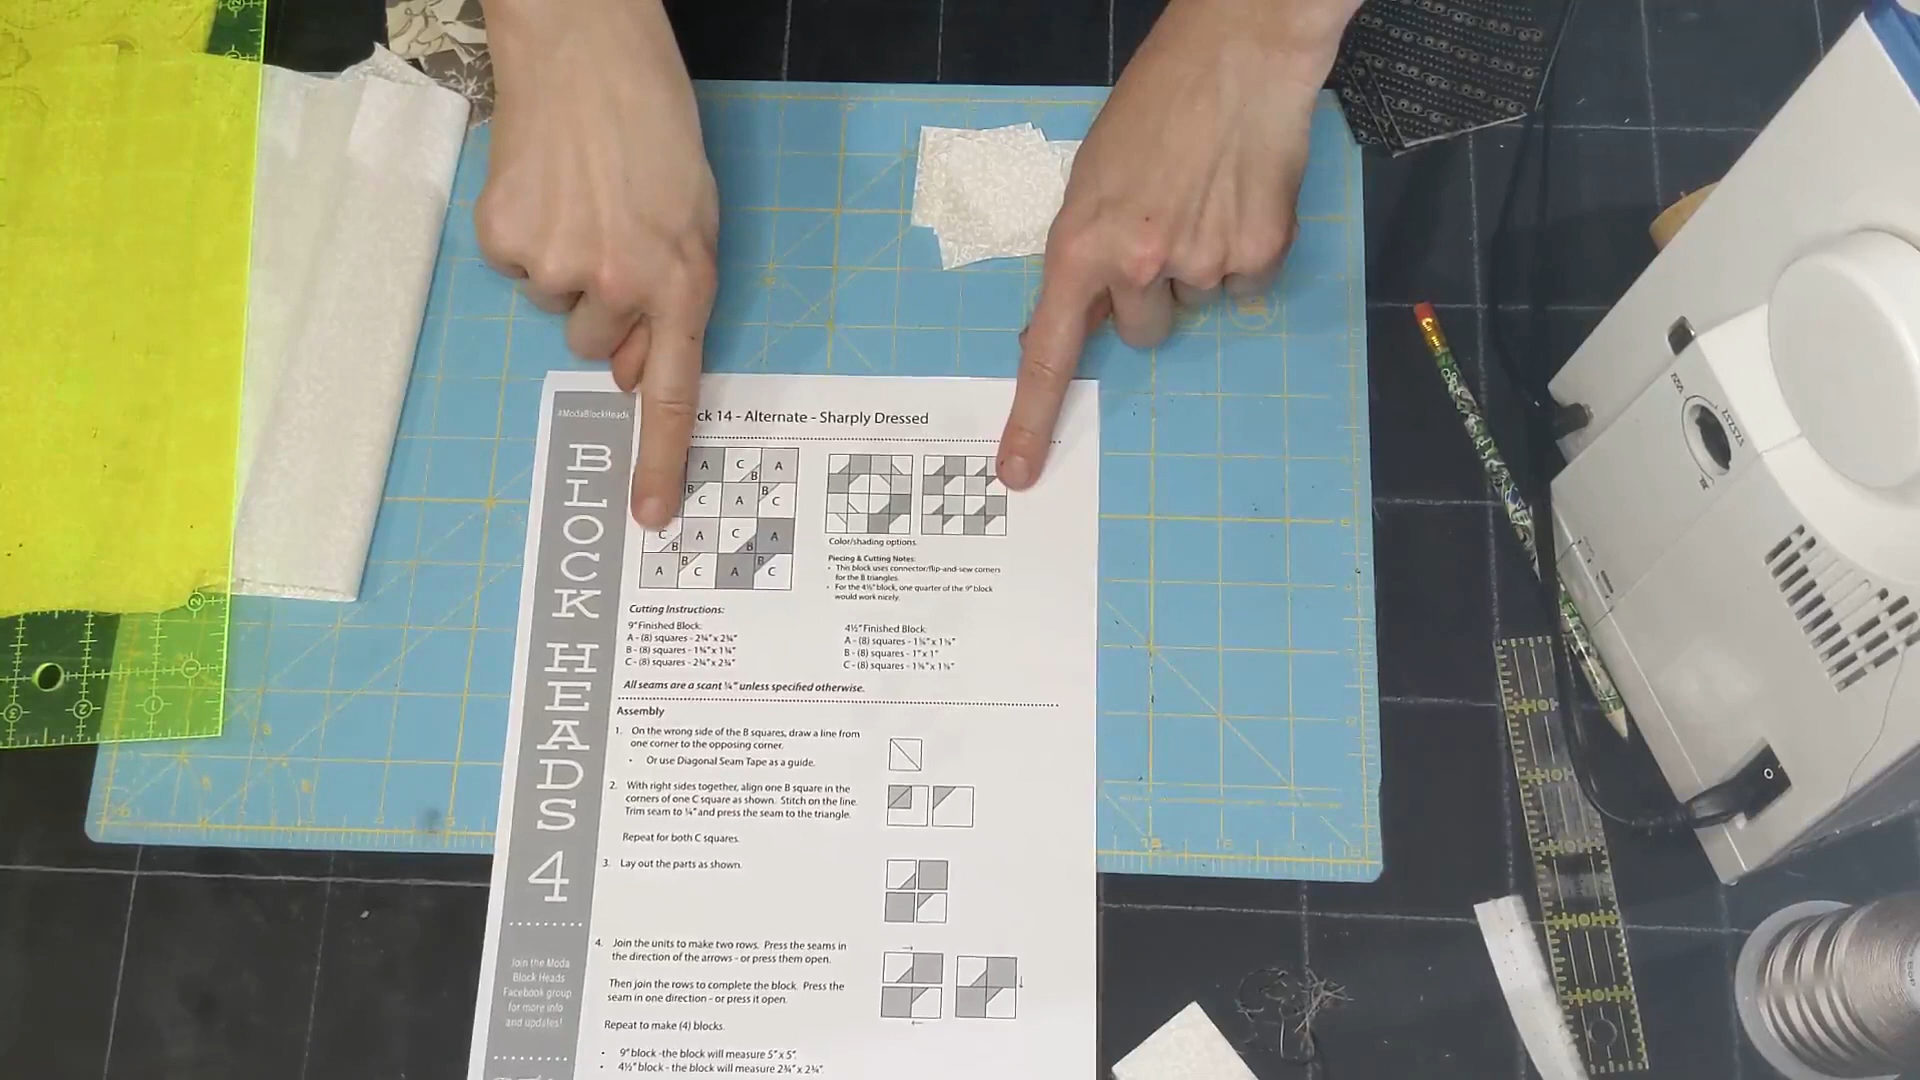 #ModaBlockHeads
BLOCK HEADS 4
Join the Moda
Block Heads
Facebook group
for more info
and updates!
ck 14 - Alternate - Sharply Dressed
A C A
B
B B
C A C
C A C A
B B
B B
A C A C
Color/shading options.
Piecing & Cutting Notes:
• This block uses connector/flip-and-sew corners
for the B triangles.
• For the 4½" block, one quarter of the 9" block
would work nicely.
Cutting Instructions:
9" Finished Block:
A - (8) squares - 2¾" x 2¾"
B - (8) squares - 1¾" x 1¾"
C - (8) squares - 2¾" x 2¾"
4½" Finished Block:
A - (8) squares - 1⅝" x 1⅝"
B - (8) squares - 1" x 1"
C - (8) squares - 1⅝" x 1⅝"
All seams are a scant ¼" unless specified otherwise.
Assembly
1. On the wrong side of the B squares, draw a line from
one corner to the opposing corner.
• Or use Diagonal Seam Tape as a guide.
2. With right sides together, align one B square in the
corners of one C square as shown. Stitch on the line.
Trim seam to ¼" and press the seam to the triangle.
Repeat for both C squares.
3. Lay out the parts as shown.
4. Join the units to make two rows. Press the seams in
the direction of the arrows - or press them open.
Then join the rows to complete the block. Press the
seam in one direction - or press it open.
Repeat to make (4) blocks.
• 9" block -the block will measure 5" x 5".
• 4½" block - the block will measure 2¾" x 2¾".